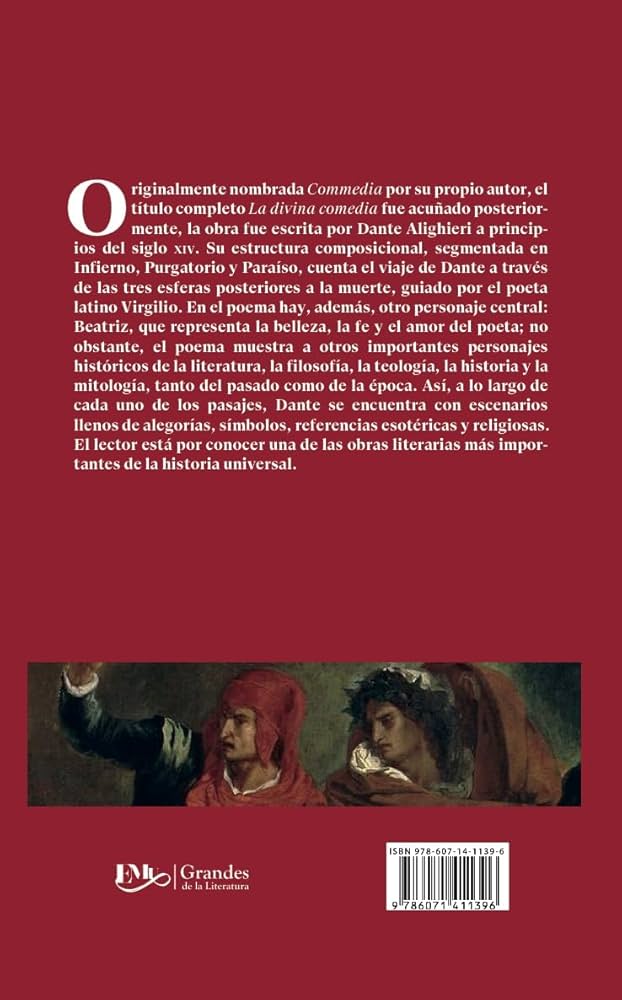 Originalmente nombrada Commedia por su propio autor, el
título completo La divina comedia fue acuñado posterior-
mente, la obra fue escrita por Dante Alighieri a princip-
ios del siglo XIV. Su estructura composicional, segmentada en
Infierno, Purgatorio y Paraíso, cuenta el viaje de Dante a través
de las tres esferas posteriores a la muerte, guiado por el poeta
latino Virgilio. En el poema hay, además, otro personaje central:
Beatriz, que representa la belleza, la fe y el amor del poeta; no
obstante, el poema muestra a otros importantes personajes
históricos de la literatura, la filosofía, la teología, la historia y la
mitología, tanto del pasado como de la época. Así, a lo largo de
cada uno de los pasajes, Dante se encuentra con escenarios
llenos de alegorías, símbolos, referencias esotéricas y religiosas.
El lector está por conocer una de las obras literarias más impor-
tantes de la historia universal.
EMU
Grandes
de la Literatura
ISBN 978-607-14-1139-6
9 786071 411396